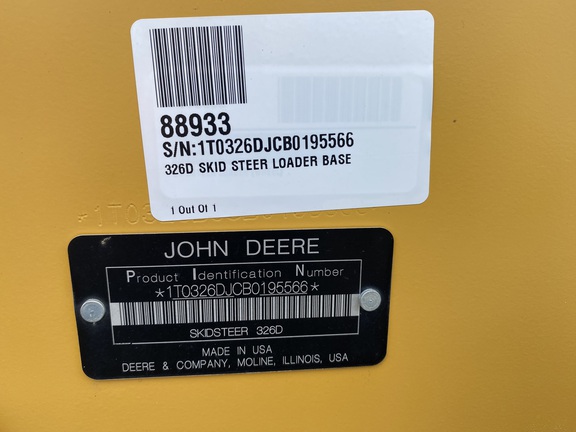 88933
S/N:1T0326DJCB0195566
326D SKID STEER LOADER BASE
1 Out Of 1
JOHN DEERE
Product Identification Number
*1T0326DJCB0195566*
SKIDSTEER 326D
MADE IN USA
DEERE & COMPANY, MOLINE, ILLINOIS, USA